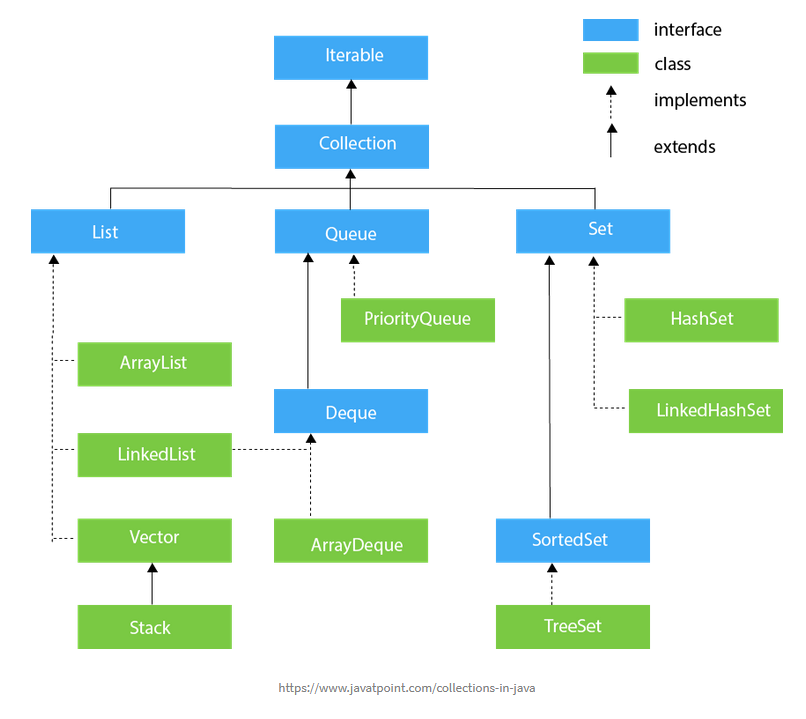 Iterable
interface
class
implements
extends
Collection
List
Queue
Set
PriorityQueue
HashSet
ArrayList
Deque
LinkedHashSet
LinkedList
Vector
ArrayDeque
SortedSet
Stack
TreeSet
https://www.javatpoint.com/collections-in-java